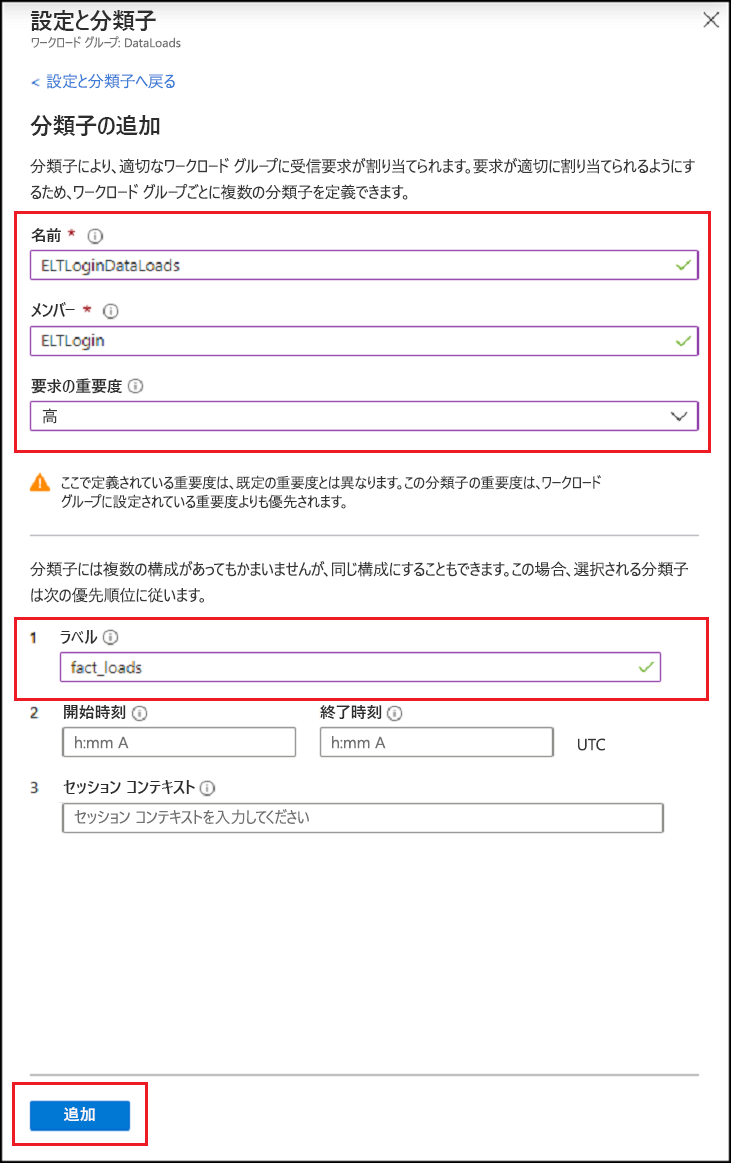 設定と分類子
ワークロード グループ: DataLoads
< 設定と分類子へ戻る
分類子の追加
分類子により、適切なワークロード グループに受信要求が割り当てられます。要求が適切に割り当てられるようにす
るため、ワークロード グループごとに複数の分類子を定義できます。
名前 *
ELTLoginDataLoads
メンバー *
ELTLogin
要求の重要度
高
ここで定義されている重要度は、既定の重要度とは異なります。この分類子の重要度は、ワークロード
グループに設定されている重要度よりも優先されます。
分類子には複数の構成があってもかまいませんが、同じ構成にすることもできます。この場合、選択される分類子
は次の優先順位に従います。
1 ラベル
fact_loads
2 開始時刻 終了時刻
h:mm A h:mm A UTC
3 セッション コンテキスト
セッション コンテキストを入力してください
追加